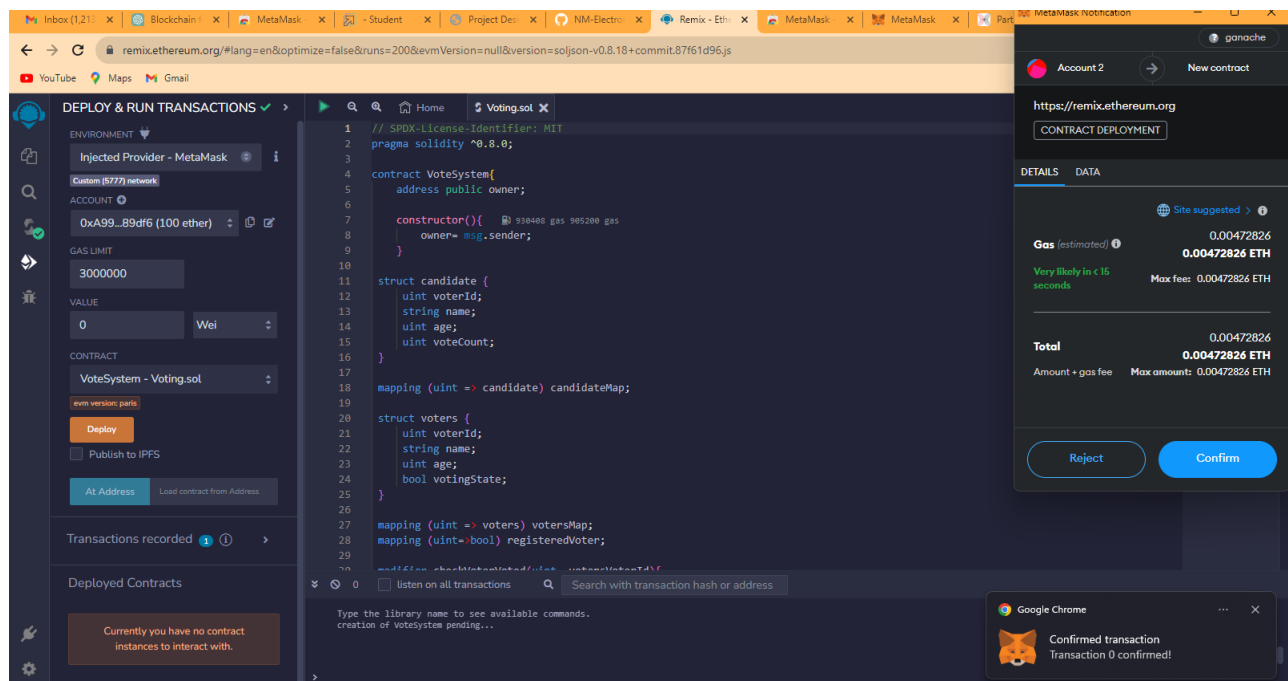 Inbox (1,213
Blockchain
MetaMask
- Student
Project Des
NM-Electro
Remix - Eth
MetaMask
MetaMask
Part
MetaMask Notification
remix.ethereum.org/#lang=en&optimize=false&runs=200&evmVersion=null&version=soljson-v0.8.18+commit.87f61d96.js
YouTube
Maps
Gmail
DEPLOY & RUN TRANSACTIONS
ENVIRONMENT
Injected Provider - MetaMask
Custom (5777) network
ACCOUNT
0xA99...89df6 (100 ether)
GAS LIMIT
3000000
VALUE
0
Wei
CONTRACT
VoteSystem - Voting.sol
evm version: paris
Deploy
Publish to IPFS
At Address
Load contract from Address
Transactions recorded 1
Deployed Contracts
Currently you have no contract
instances to interact with.
Home
Voting.sol
1 // SPDX-License-Identifier: MIT
2 pragma solidity ^0.8.0;
3
4 contract VoteSystem{
5 address public owner;
6
7 constructor(){ 930408 gas 905200 gas
8 owner= msg.sender;
9 }
10
11 struct candidate {
12 uint voterId;
13 string name;
14 uint age;
15 uint voteCount;
16 }
17
18 mapping (uint => candidate) candidateMap;
19
20 struct voters {
21 uint voterId;
22 string name;
23 uint age;
24 bool votingState;
25 }
26
27 mapping (uint => voters) votersMap;
28 mapping (uint=>bool) registeredVoter;
29
0
listen on all transactions
Search with transaction hash or address
Type the library name to see available commands.
creation of VoteSystem pending...
>
ganache
Account 2
New contract
https://remix.ethereum.org
CONTRACT DEPLOYMENT
DETAILS
DATA
Site suggested >
Gas (estimated)
0.00472826
0.00472826 ETH
Very likely in < 15
seconds
Max fee: 0.00472826 ETH
Total
0.00472826
0.00472826 ETH
Amount + gas fee
Max amount: 0.00472826 ETH
Reject
Confirm
Google Chrome
Confirmed transaction
Transaction 0 confirmed!